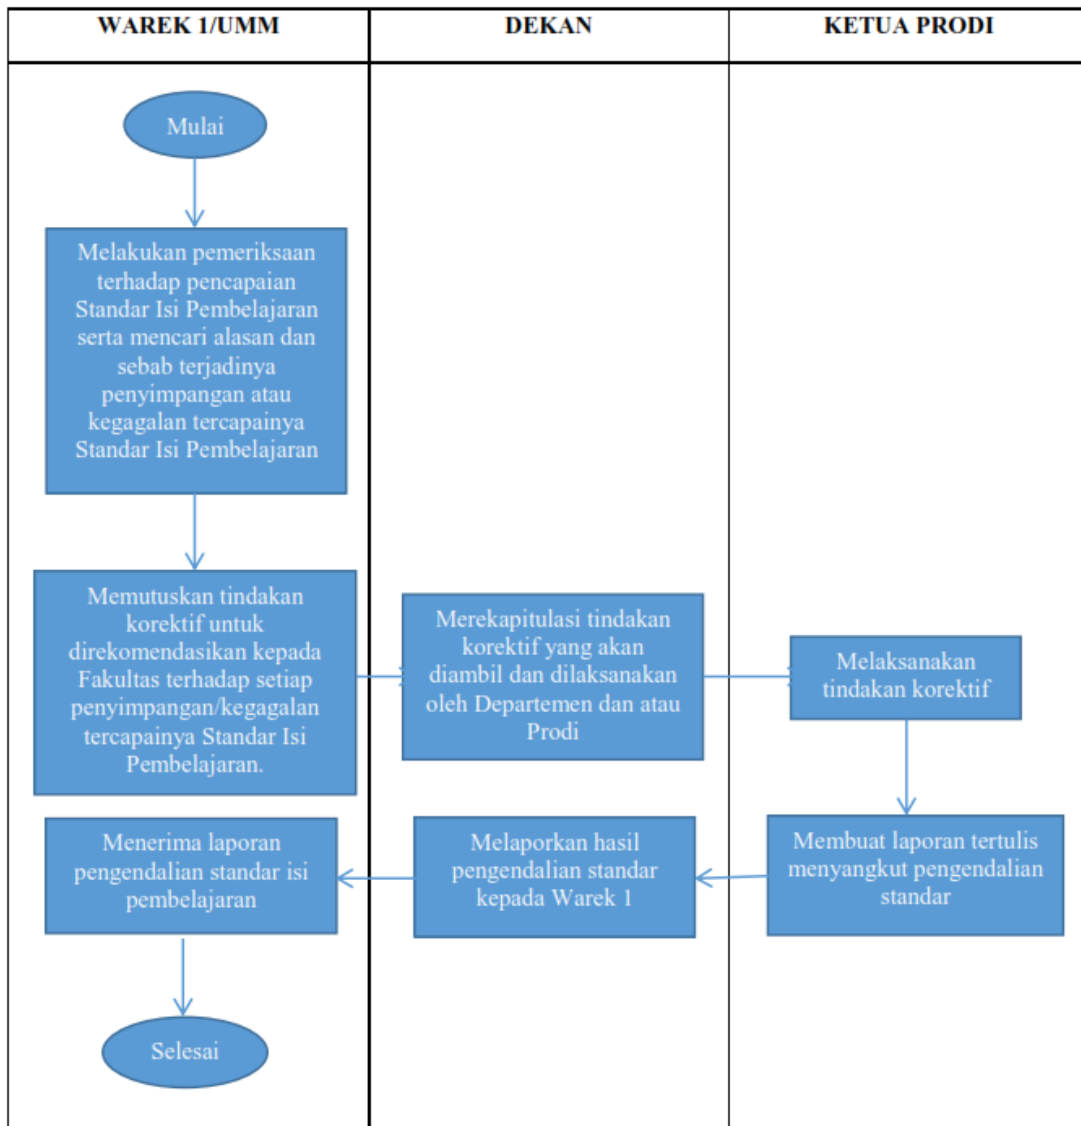 WAREK 1/UMM
DEKAN
KETUA PRODI
Mulai
Melakukan pemeriksaan
terhadap pencapaian
Standar Isi Pembelajaran
serta mencari alasan dan
sebab terjadinya
penyimpangan atau
kegagalan tercapainya
Standar Isi Pembelajaran
Memutuskan tindakan
korektif untuk
direkomendasikan kepada
Fakultas terhadap setiap
penyimpangan/kegagalan
tercapainya Standar Isi
Pembelajaran.
Merekapitulasi tindakan
korektif yang akan
diambil dan dilaksanakan
oleh Departemen dan atau
Prodi
Melaksanakan
tindakan korektif
Membuat laporan tertulis
menyangkut pengendalian
standar
Melaporkan hasil
pengendalian standar
kepada Warek 1
Menerima laporan
pengendalian standar isi
pembelajaran
Selesai